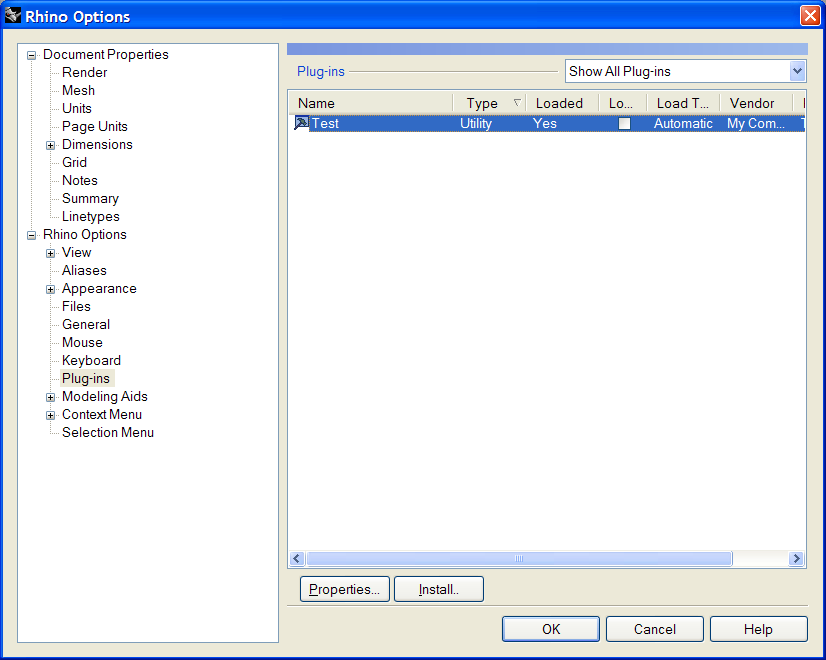 Rhino Options
Document Properties
Render
Mesh
Units
Page Units
Dimensions
Grid
Notes
Summary
Linetypes
Rhino Options
View
Aliases
Appearance
Files
General
Mouse
Keyboard
Plug-ins
Modeling Aids
Context Menu
Selection Menu
Plug-ins Show All Plug-ins
Name Type Loaded Lo... Load T... Vendor
Test Utility Yes Automatic My Com...
Properties... Install..
OK Cancel Help